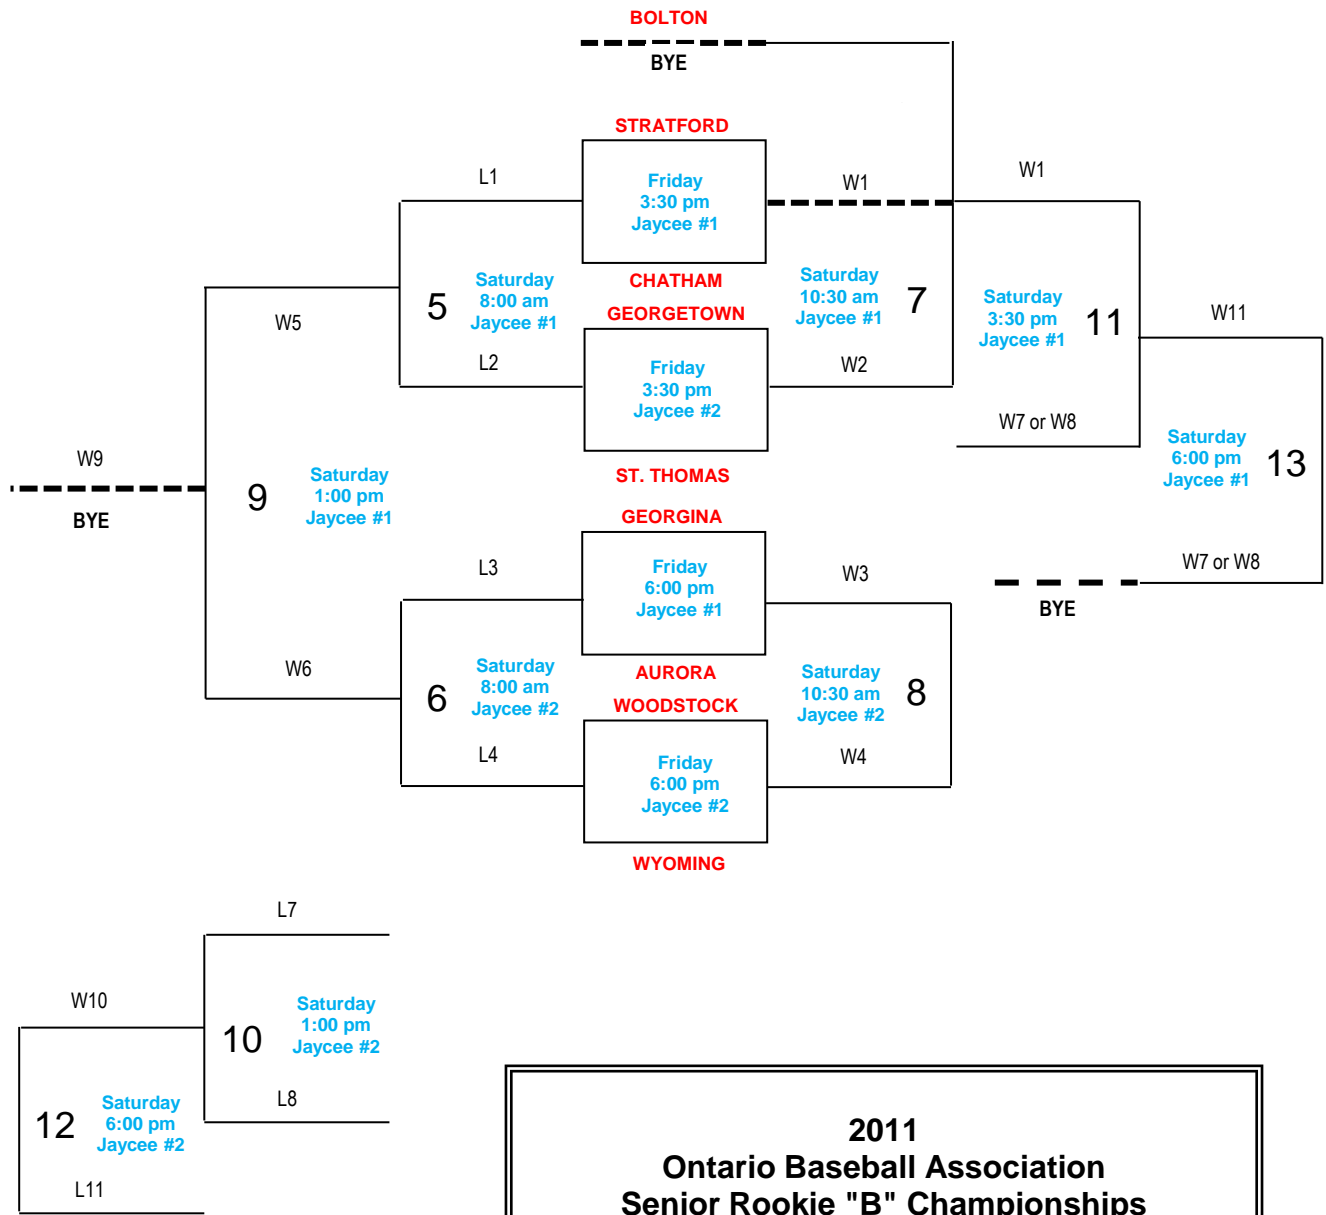 BOLTON
BYE
STRATFORD
L1
Friday
3:30 pm
Jaycee #1
W1
W1
CHATHAM
5
Saturday
8:00 am
Jaycee #1
Saturday
10:30 am
Jaycee #1
7
Saturday
3:30 pm
Jaycee #1
11
W5
GEORGETOWN
W11
L2
Friday
3:30 pm
Jaycee #2
W2
W7 or W8
W9
BYE
9
Saturday
1:00 pm
Jaycee #1
ST. THOMAS
Saturday
6:00 pm
Jaycee #1
13
GEORGINA
L3
Friday
6:00 pm
Jaycee #1
W3
W7 or W8
BYE
W6
AURORA
6
Saturday
8:00 am
Jaycee #2
Saturday
10:30 am
Jaycee #2
8
WOODSTOCK
L4
Friday
6:00 pm
Jaycee #2
W4
WYOMING
L7
W10
10
Saturday
1:00 pm
Jaycee #2
L8
12
Saturday
6:00 pm
Jaycee #2
L11
2011
Ontario Baseball Association
Senior Rookie "B" Championships